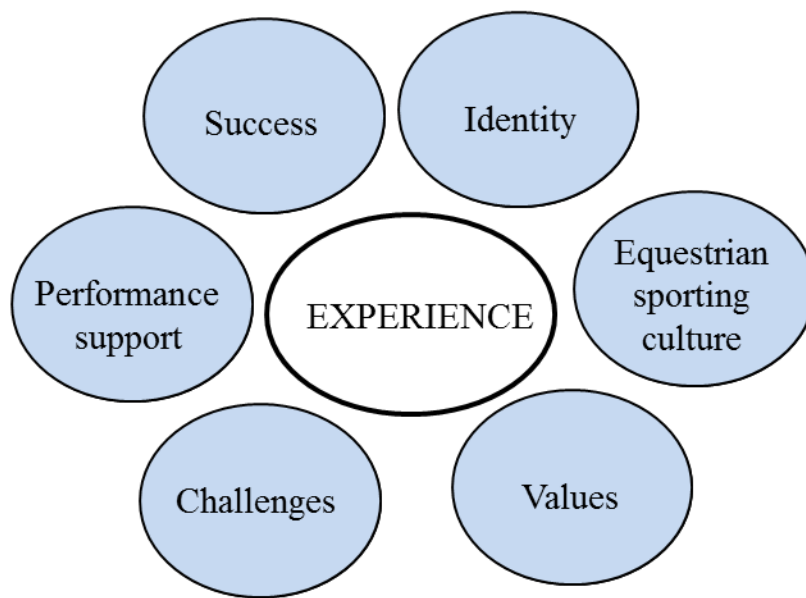 Success
Identity
Performance
support
EXPERIENCE
Equestrian
sporting
culture
Challenges
Values